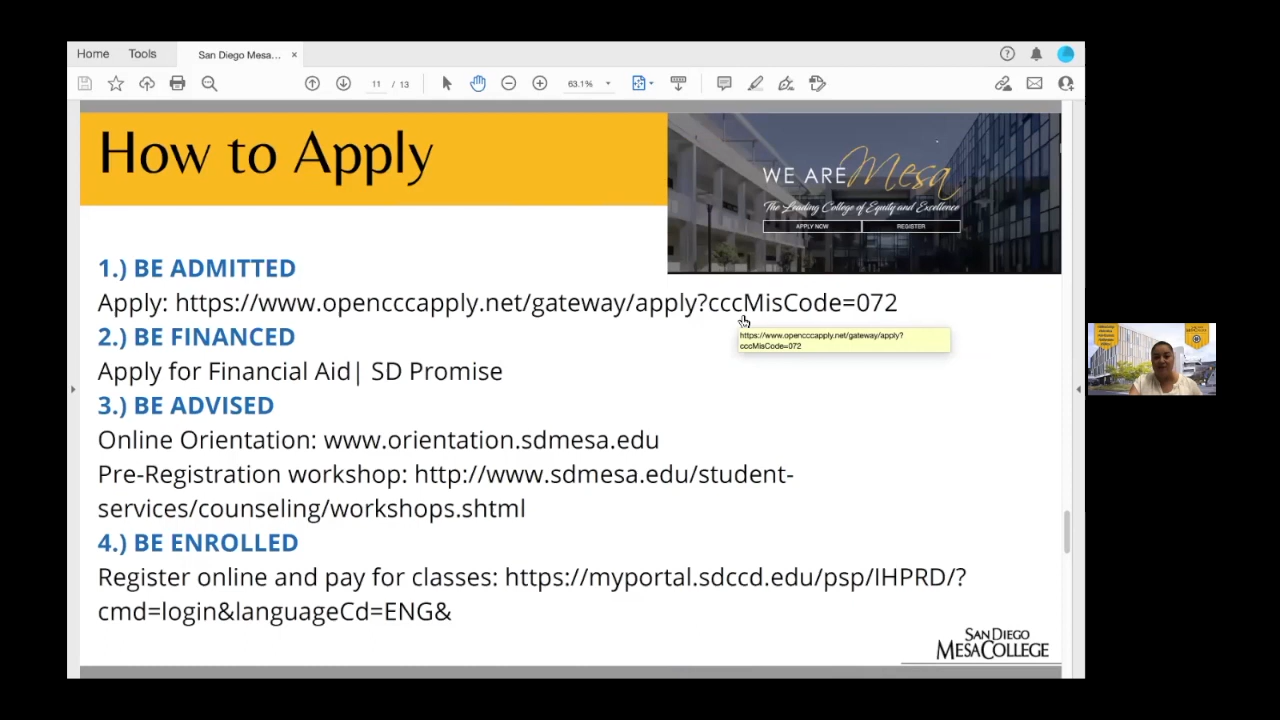 Home Tools San Diego Mesa... ×
11 / 13 63.1%
How to Apply
WE ARE Mesa
The Leading College of Equity and Excellence
APPLY NOW REGISTER
1.) BE ADMITTED
Apply: https://www.opencccapply.net/gateway/apply?cccMisCode=072
https://www.opencccapply.net/gateway/apply?
cccMisCode=072
2.) BE FINANCED
Apply for Financial Aid| SD Promise
3.) BE ADVISED
Online Orientation: www.orientation.sdmesa.edu
Pre-Registration workshop: http://www.sdmesa.edu/student-
services/counseling/workshops.shtml
4.) BE ENROLLED
Register online and pay for classes: https://myportal.sdccd.edu/psp/IHPRD/?
cmd=login&languageCd=ENG&
SAN DIEGO
MESA COLLEGE